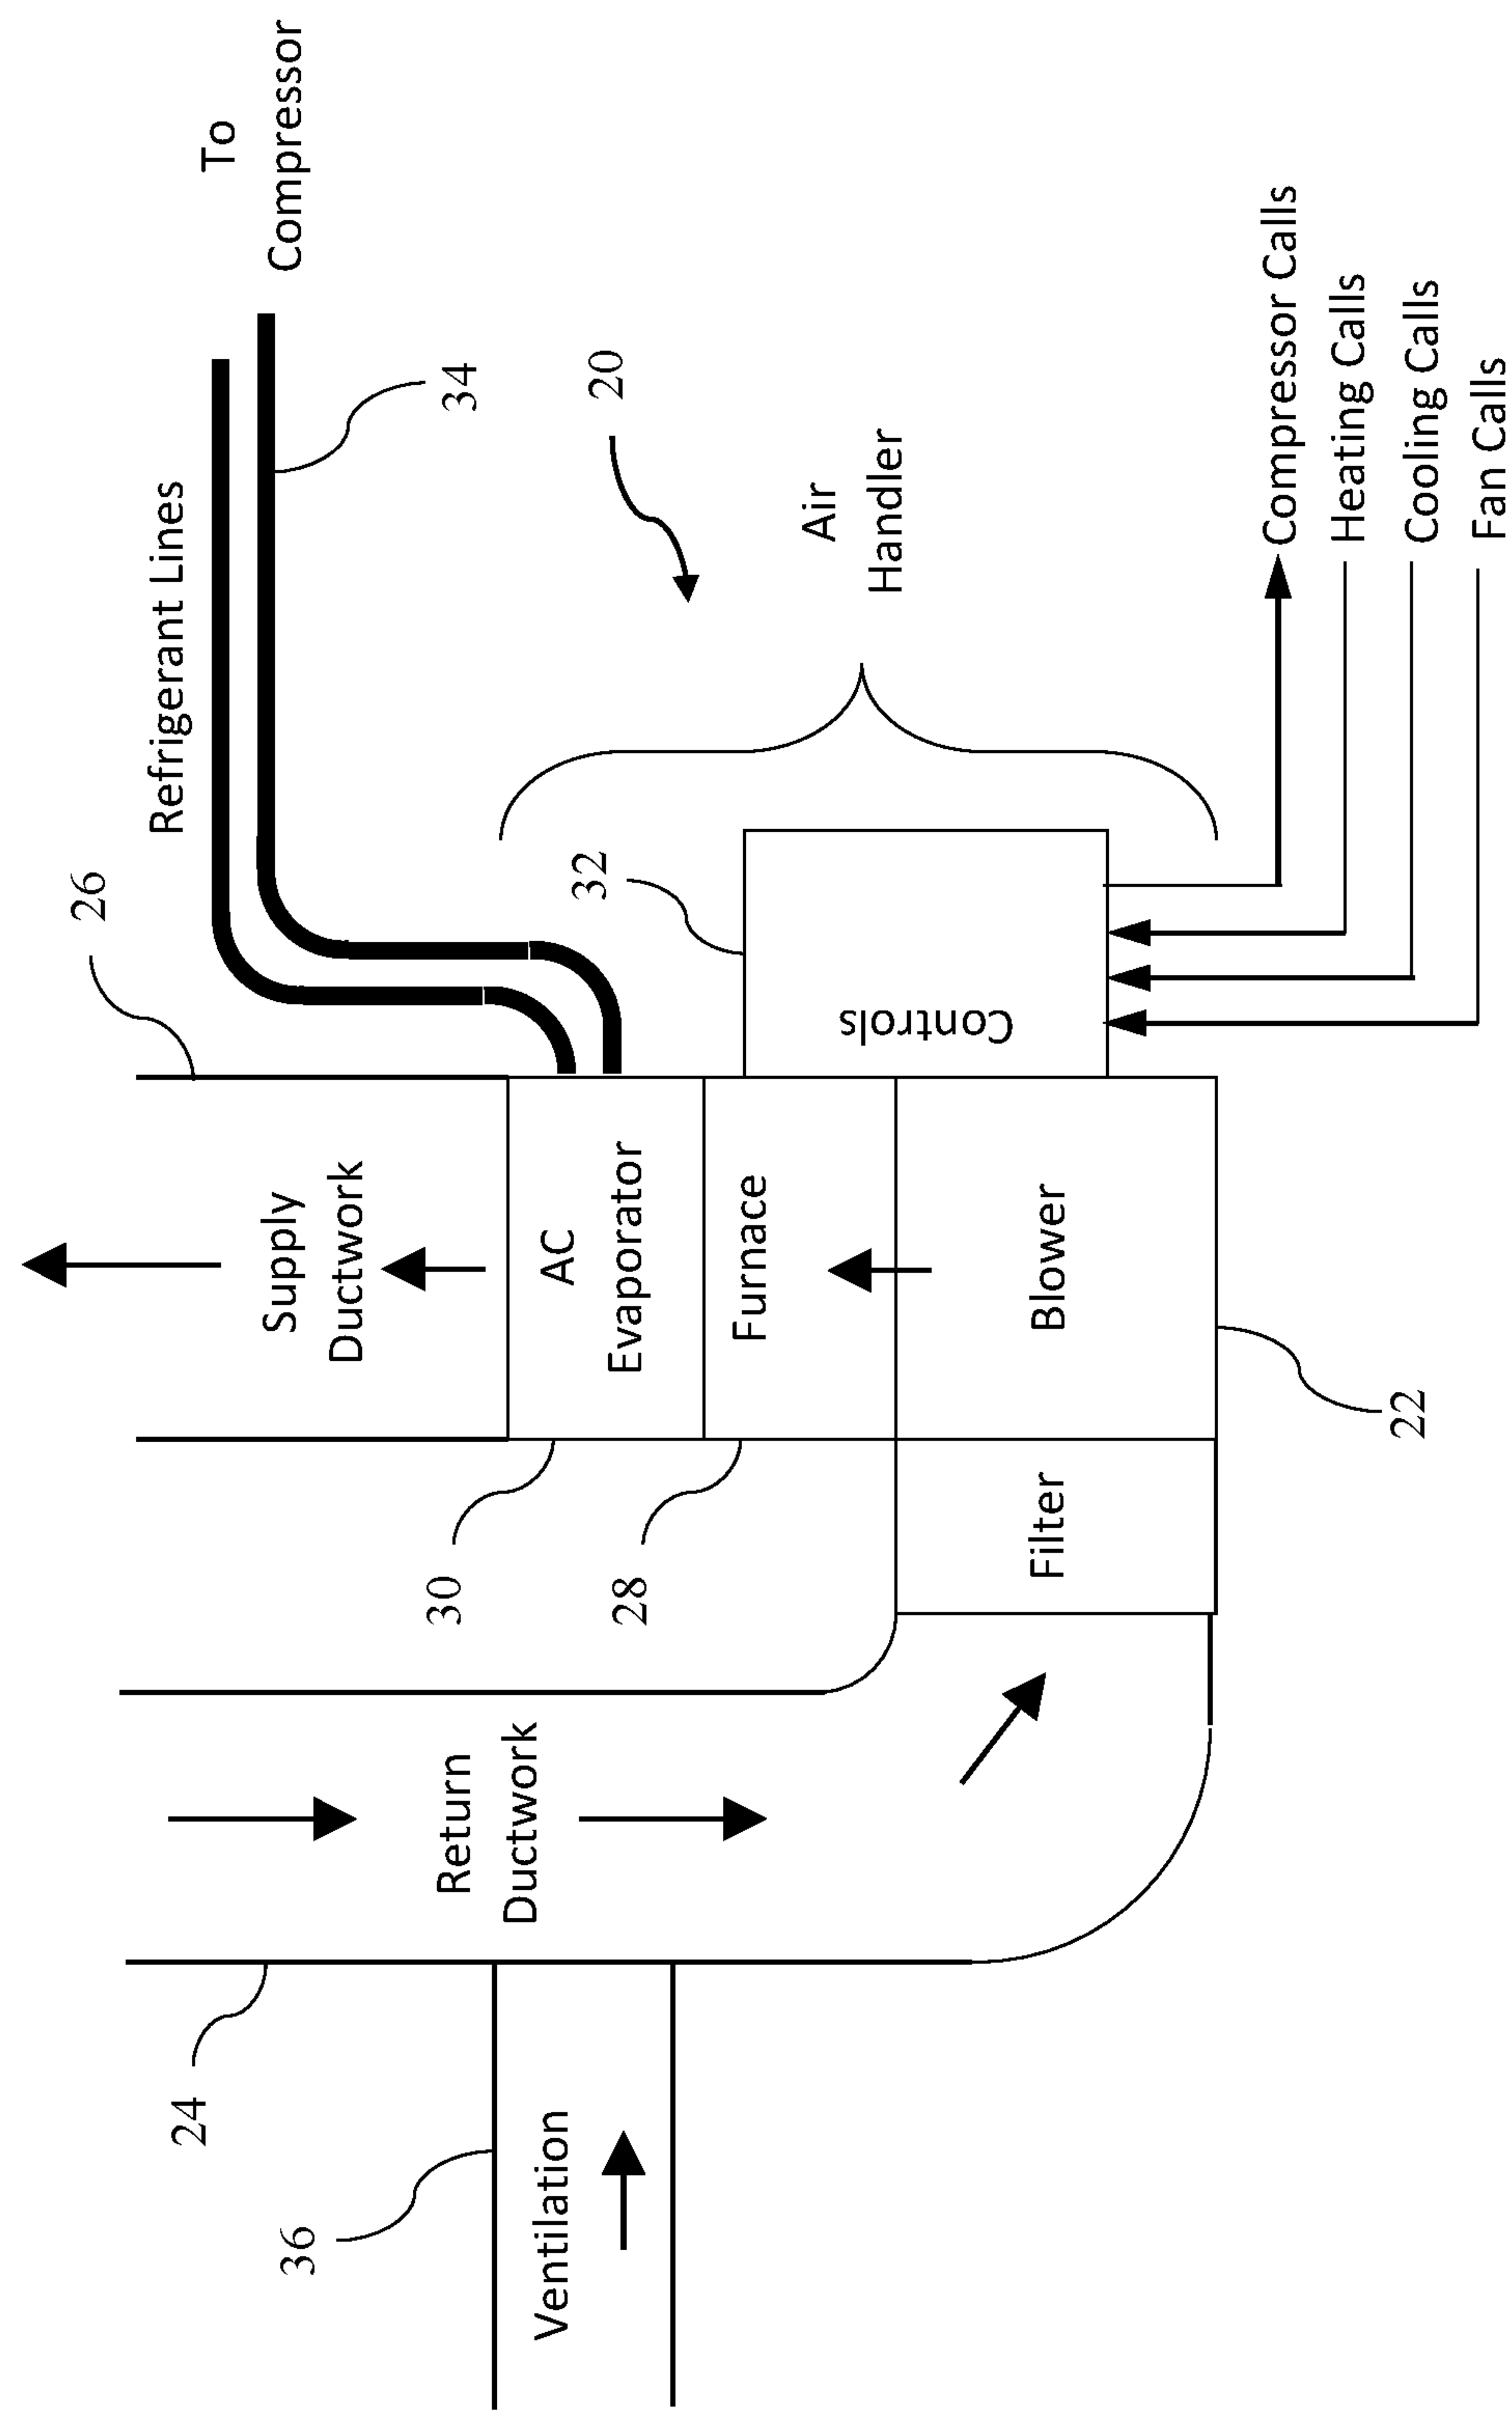 26
Refrigerant Lines
To
Compressor
24
36
Supply
Ductwork
34
30
Return
Ductwork
Ventilation
AC
Evaporator
32
20
28
Furnace
Air
Handler
Controls
Filter
Blower
Compressor Calls
Heating Calls
22
Cooling Calls
Fan Calls